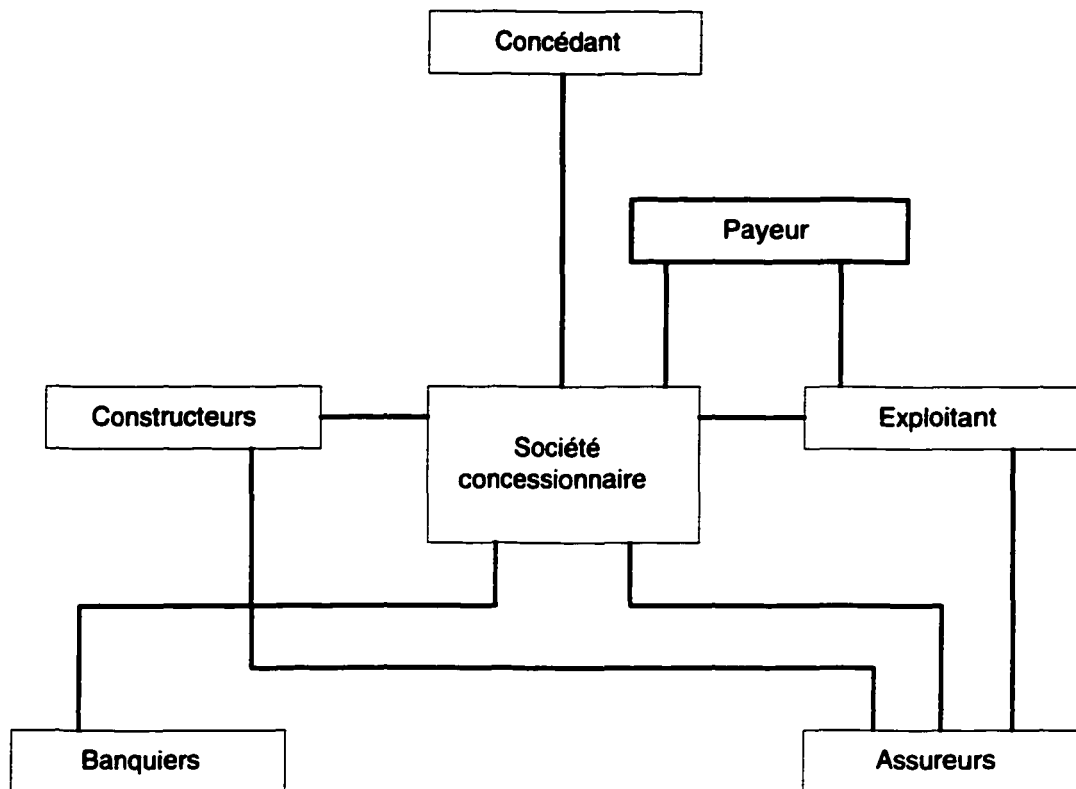 Concédant
Payeur
Constructeurs
Société
concessionnaire
Exploitant
Banquiers
Assureurs